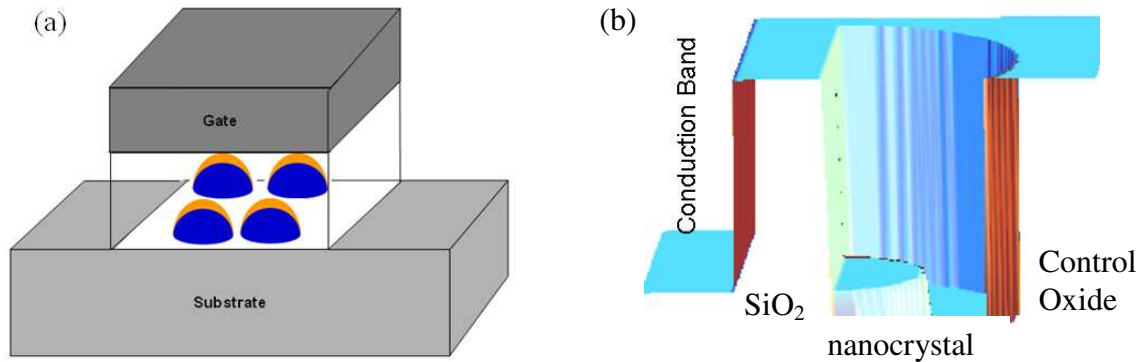 (a)
Gate
Substrate
(b)
Conduction Band
SiO₂
nanocrystal
Control
Oxide